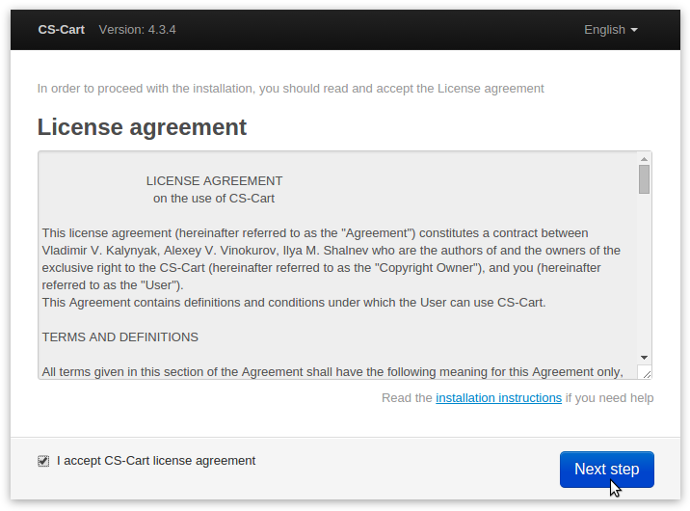 CS-Cart Version: 4.3.4 English
In order to proceed with the installation, you should read and accept the License agreement
License agreement
LICENSE AGREEMENT
on the use of CS-Cart
This license agreement (hereinafter referred to as the "Agreement") constitutes a contract between
Vladimir V. Kalynyak, Alexey V. Vinokurov, Ilya M. Shalnev who are the authors of and the owners of the
exclusive right to the CS-Cart (hereinafter referred to as the "Copyright Owner"), and you (hereinafter
referred to as the "User").
This Agreement contains definitions and conditions under which the User can use CS-Cart.
TERMS AND DEFINITIONS
All terms given in this section of the Agreement shall have the following meaning for this Agreement only,
Read the installation instructions if you need help
I accept CS-Cart license agreement
Next step